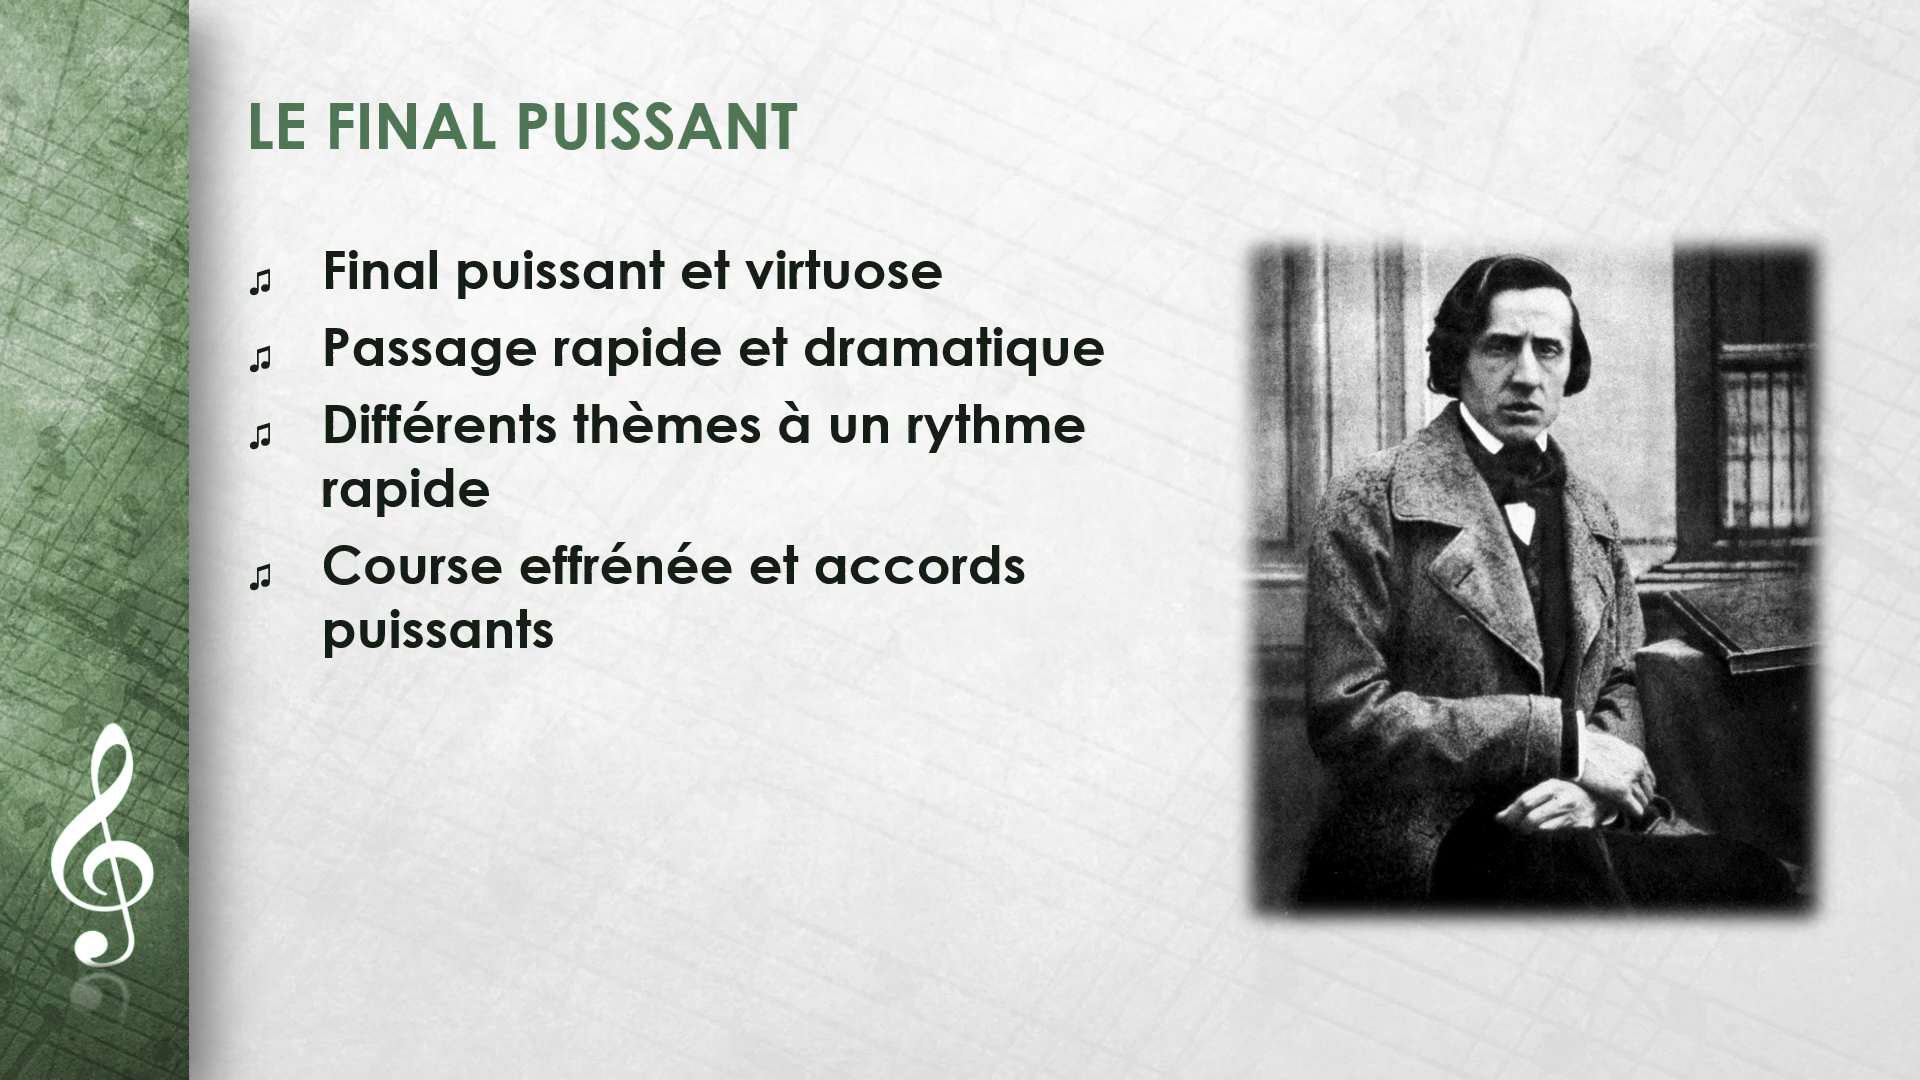 LE FINAL PUISSANT
♫ Final puissant et virtuose
♫ Passage rapide et dramatique
♫ Différents thèmes à un rythme
rapide
♫ Course effrénée et accords
puissants